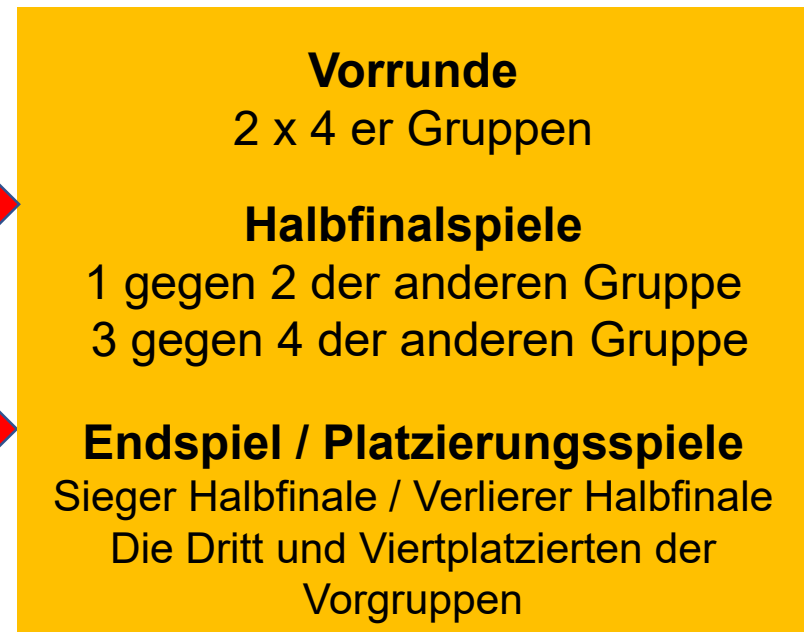 Vorrunde
2 x 4 er Gruppen
Halbfinalspiele
1 gegen 2 der anderen Gruppe
3 gegen 4 der anderen Gruppe
Endspiel / Platzierungsspiele
Sieger Halbfinale / Verlierer Halbfinale
Die Dritt und Viertplatzierten der
Vorgruppen